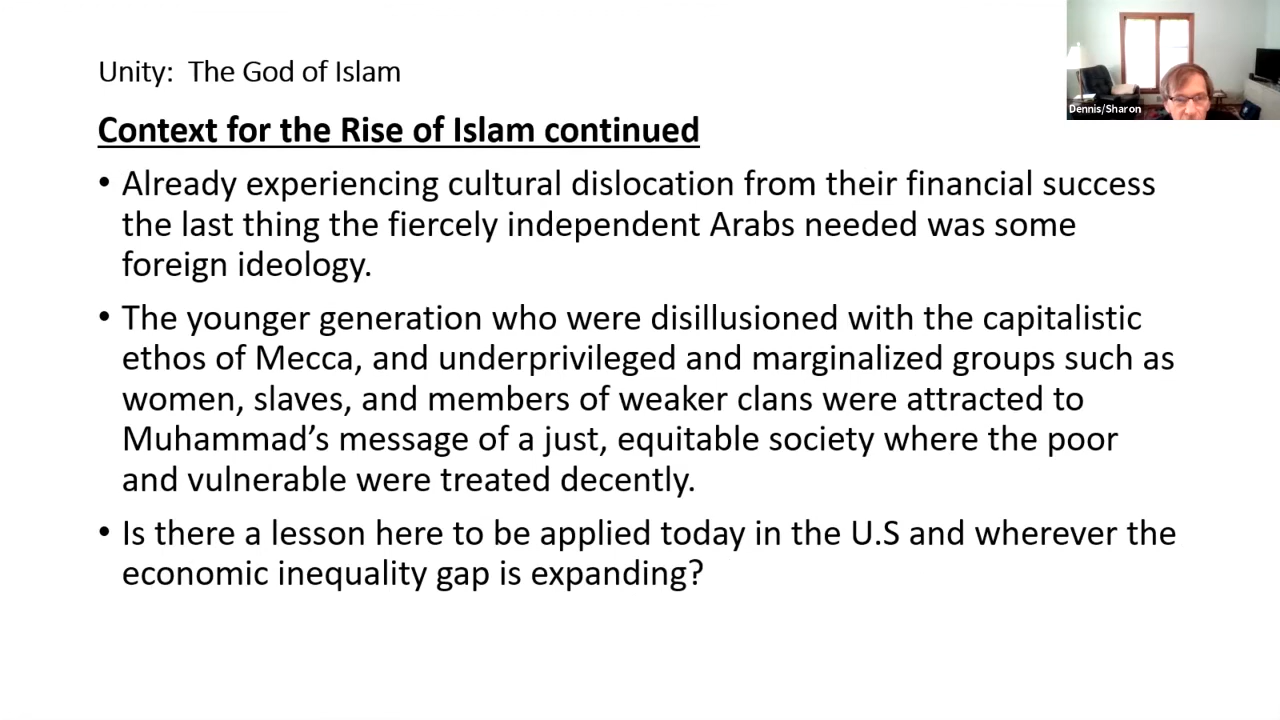 Unity:  The God of Islam
Dennis/Sharon
Context for the Rise of Islam continued
• Already experiencing cultural dislocation from their financial success
the last thing the fiercely independent Arabs needed was some
foreign ideology.
• The younger generation who were disillusioned with the capitalistic
ethos of Mecca, and underprivileged and marginalized groups such as
women, slaves, and members of weaker clans were attracted to
Muhammad’s message of a just, equitable society where the poor
and vulnerable were treated decently.
• Is there a lesson here to be applied today in the U.S and wherever the
economic inequality gap is expanding?